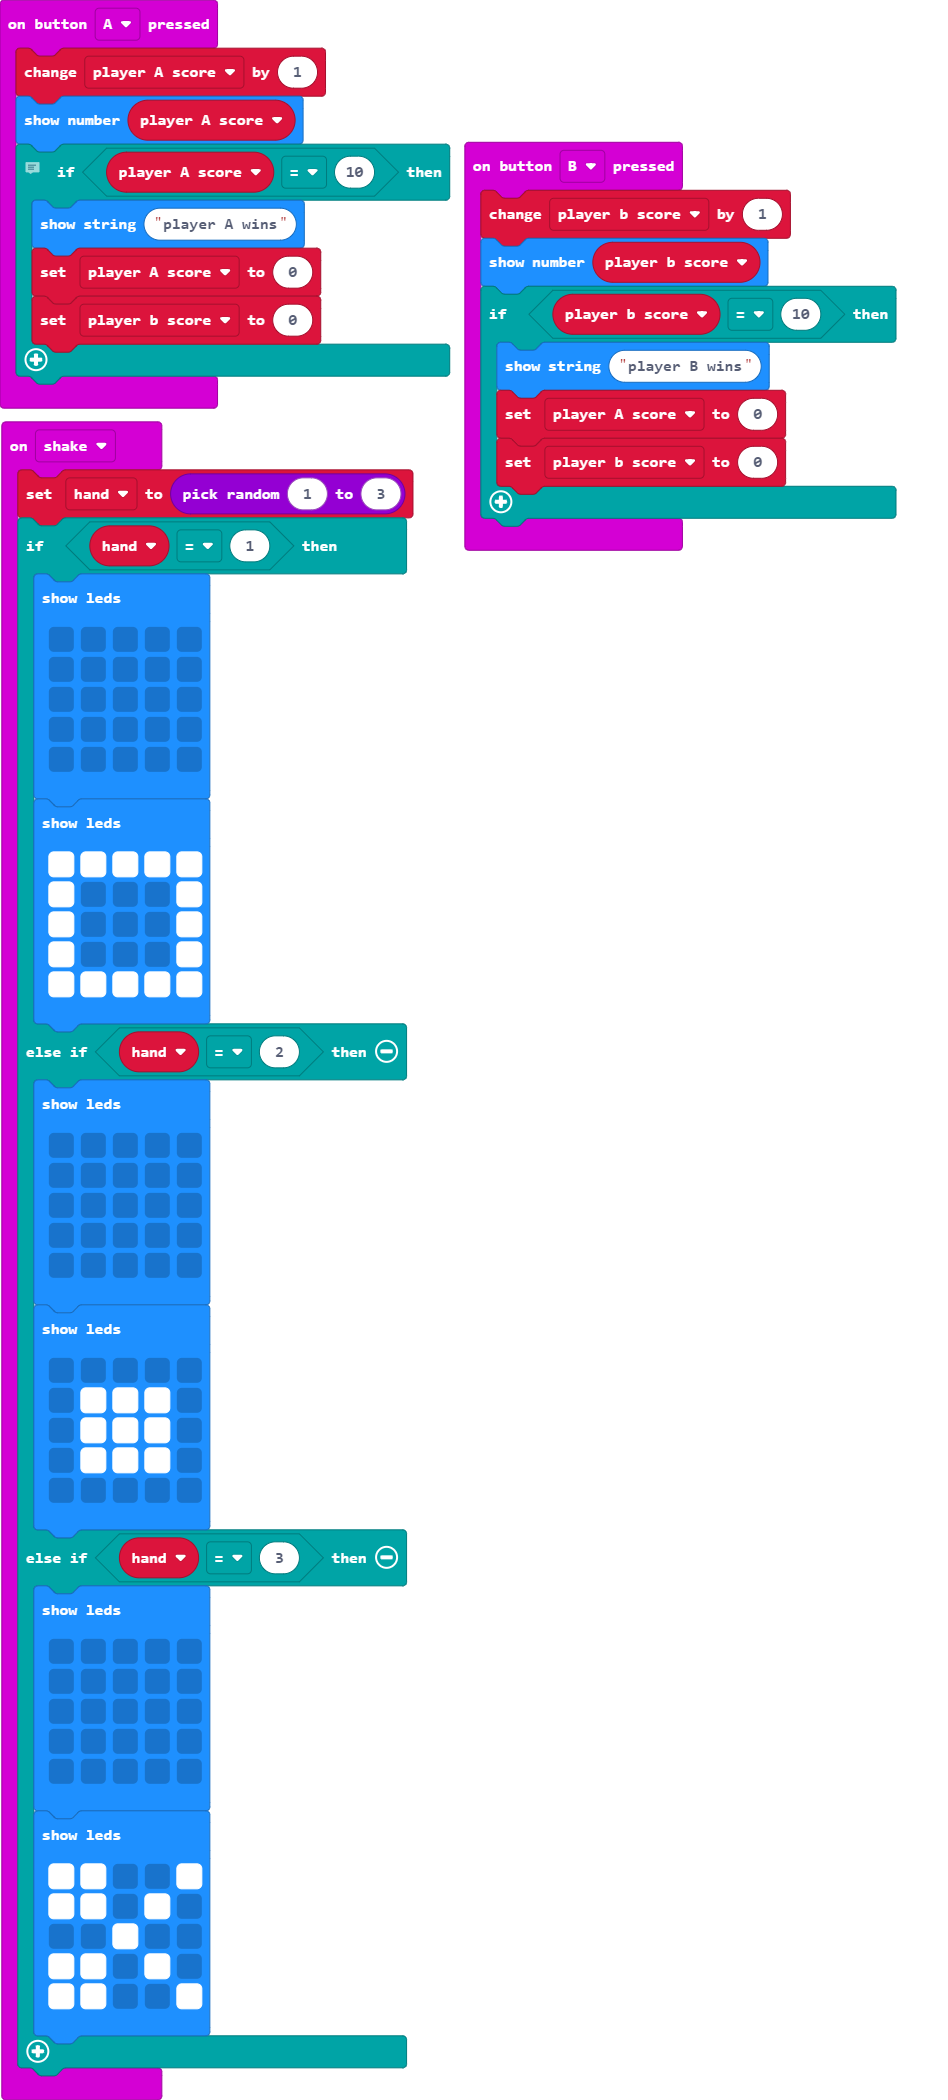 on button A pressed
change player A score by 1
show number player A score
if player A score = 10 then
show string "player A wins"
set player A score to 0
set player b score to 0
on button B pressed
change player b score by 1
show number player b score
if player b score = 10 then
show string "player B wins"
set player A score to 0
set player b score to 0
on shake
set hand to pick random 1 to 3
if hand = 1 then
show leds
show leds
else if hand = 2 then
show leds
show leds
else if hand = 3 then
show leds
show leds